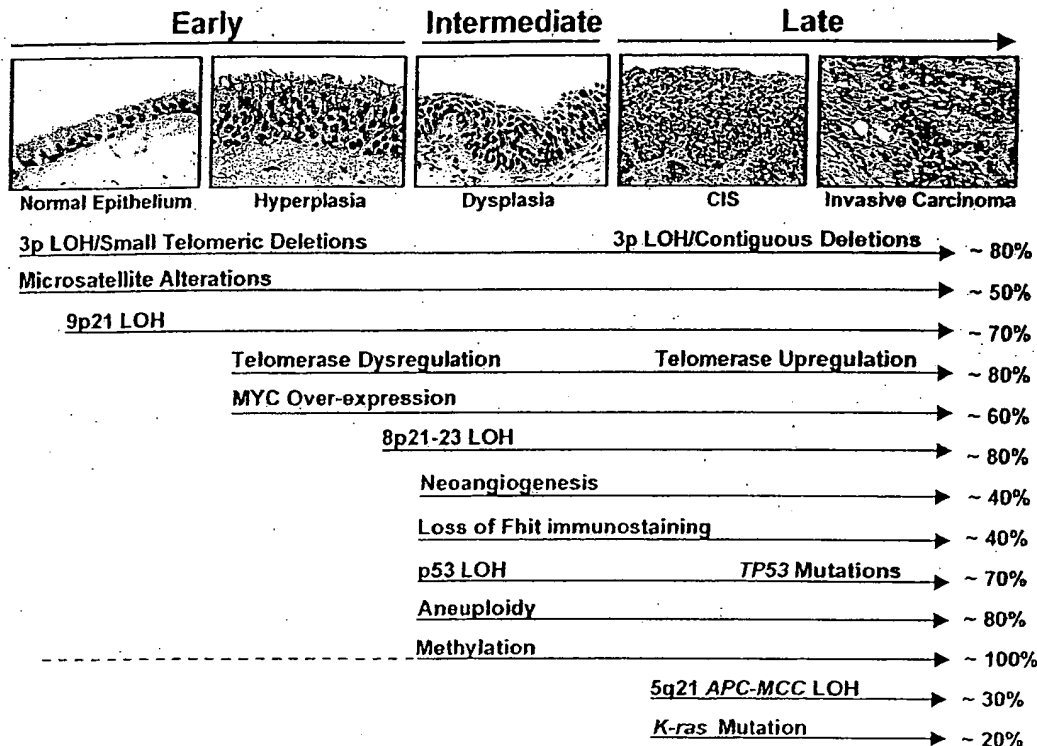 Early Intermediate Late
Normal Epithelium Hyperplasia Dysplasia CIS Invasive Carcinoma
3p LOH/Small Telomeric Deletions 3p LOH/Contiguous Deletions ~ 80%
Microsatellite Alterations ~ 50%
9p21 LOH ~ 70%
Telomerase Dysregulation Telomerase Upregulation ~ 80%
MYC Over-expression ~ 60%
8p21-23 LOH ~ 80%
Neoangiogenesis ~ 40%
Loss of Fhit immunostaining ~ 40%
p53 LOH TP53 Mutations ~ 70%
Aneuploidy ~ 80%
Methylation ~ 100%
5q21 APC-MCC LOH ~ 30%
K-ras Mutation ~ 20%